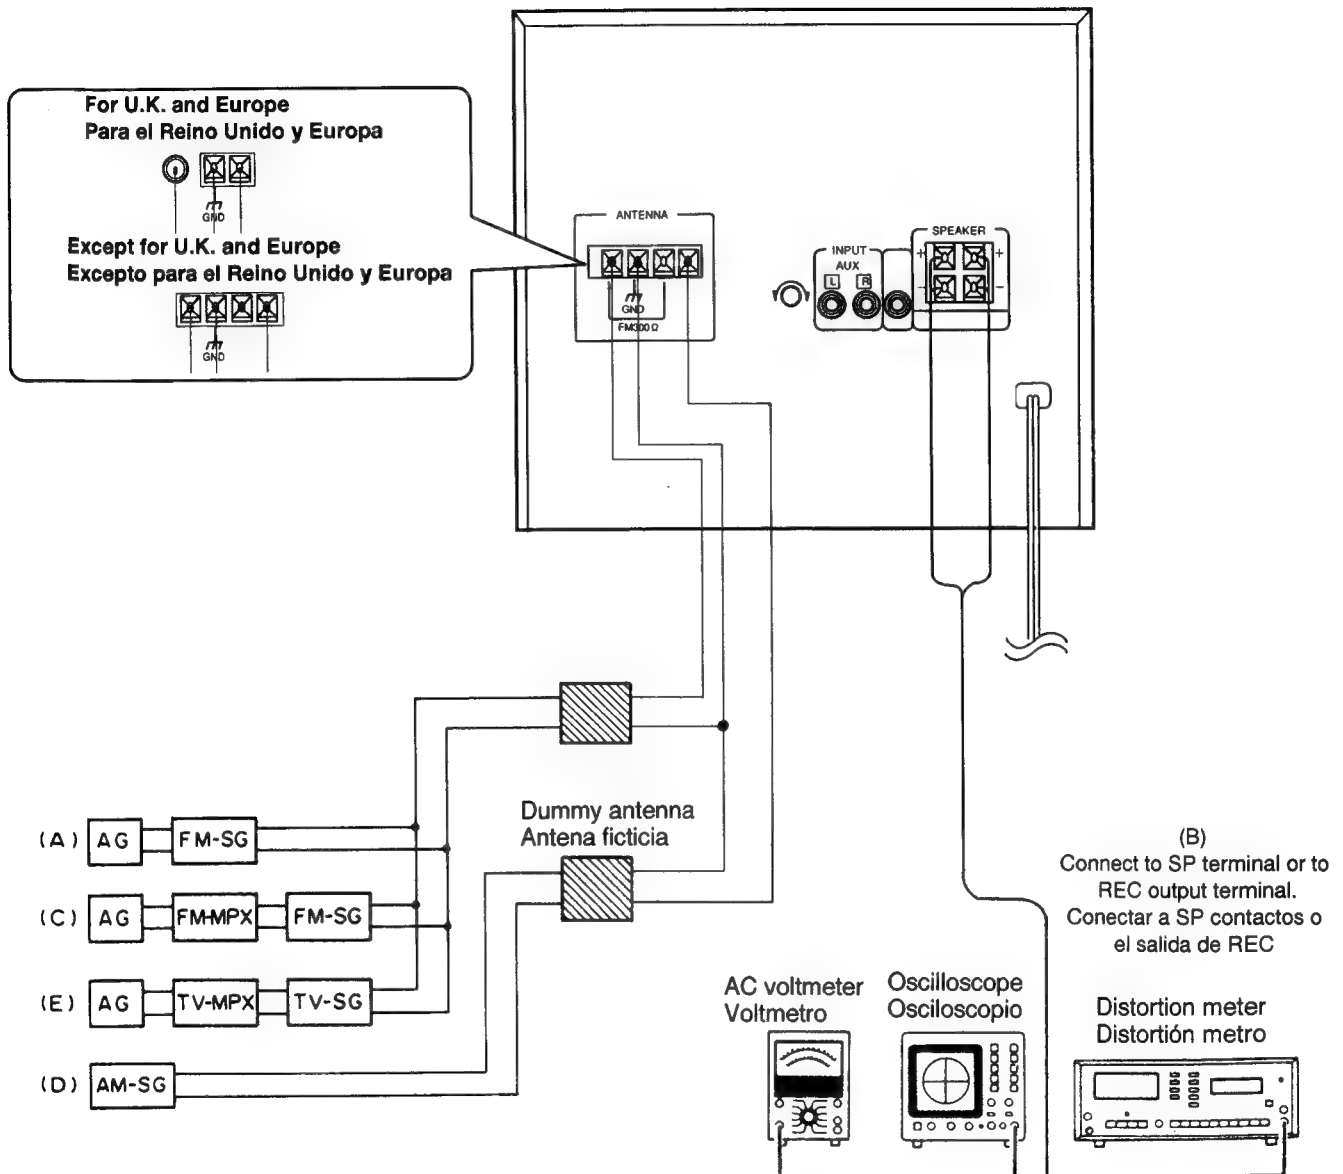 For U.K. and Europe
Para el Reino Unido y Europa
GND
Except for U.K. and Europe
Excepto para el Reino Unido y Europa
GND
ANTENNA
GND
FM300Ω
INPUT
AUX
L R
SPEAKER
+ +
- -
Dummy antenna
Antena ficticia
(A) AG FM-SG
(C) AG FM-MPX FM-SG
(E) AG TV-MPX TV-SG
(D) AM-SG
(B)
Connect to SP terminal or to
REC output terminal.
Conectar a SP contactos o
el salida de REC
AC voltmeter
Voltmetro
Oscilloscope
Osciloscopio
Distortion meter
Distortión metro